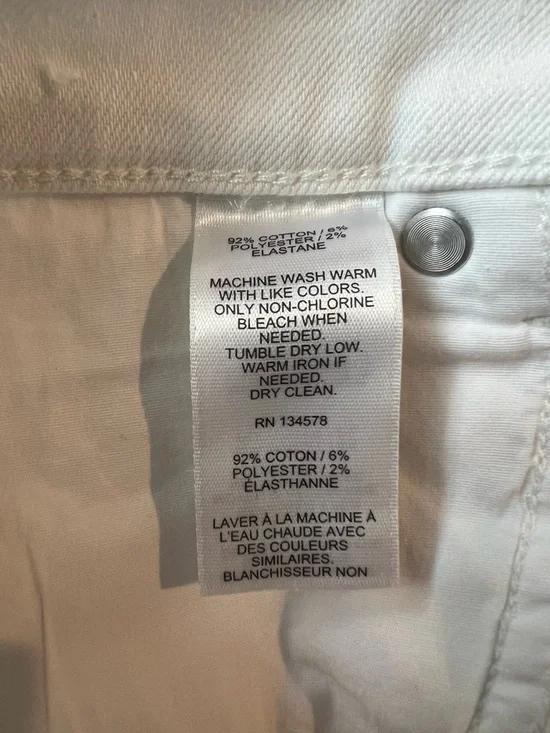 92% COTTON / 6%
POLYESTER / 2%
ELASTANE
MACHINE WASH WARM
WITH LIKE COLORS.
ONLY NON-CHLORINE
BLEACH WHEN
NEEDED.
TUMBLE DRY LOW.
WARM IRON IF
NEEDED.
DRY CLEAN.
RN 134578
92% COTON / 6%
POLYESTER / 2%
ÉLASTHANNE
LAVER À LA MACHINE À
L'EAU CHAUDE AVEC
DES COULEURS
SIMILAIRES.
BLANCHISSEUR NON